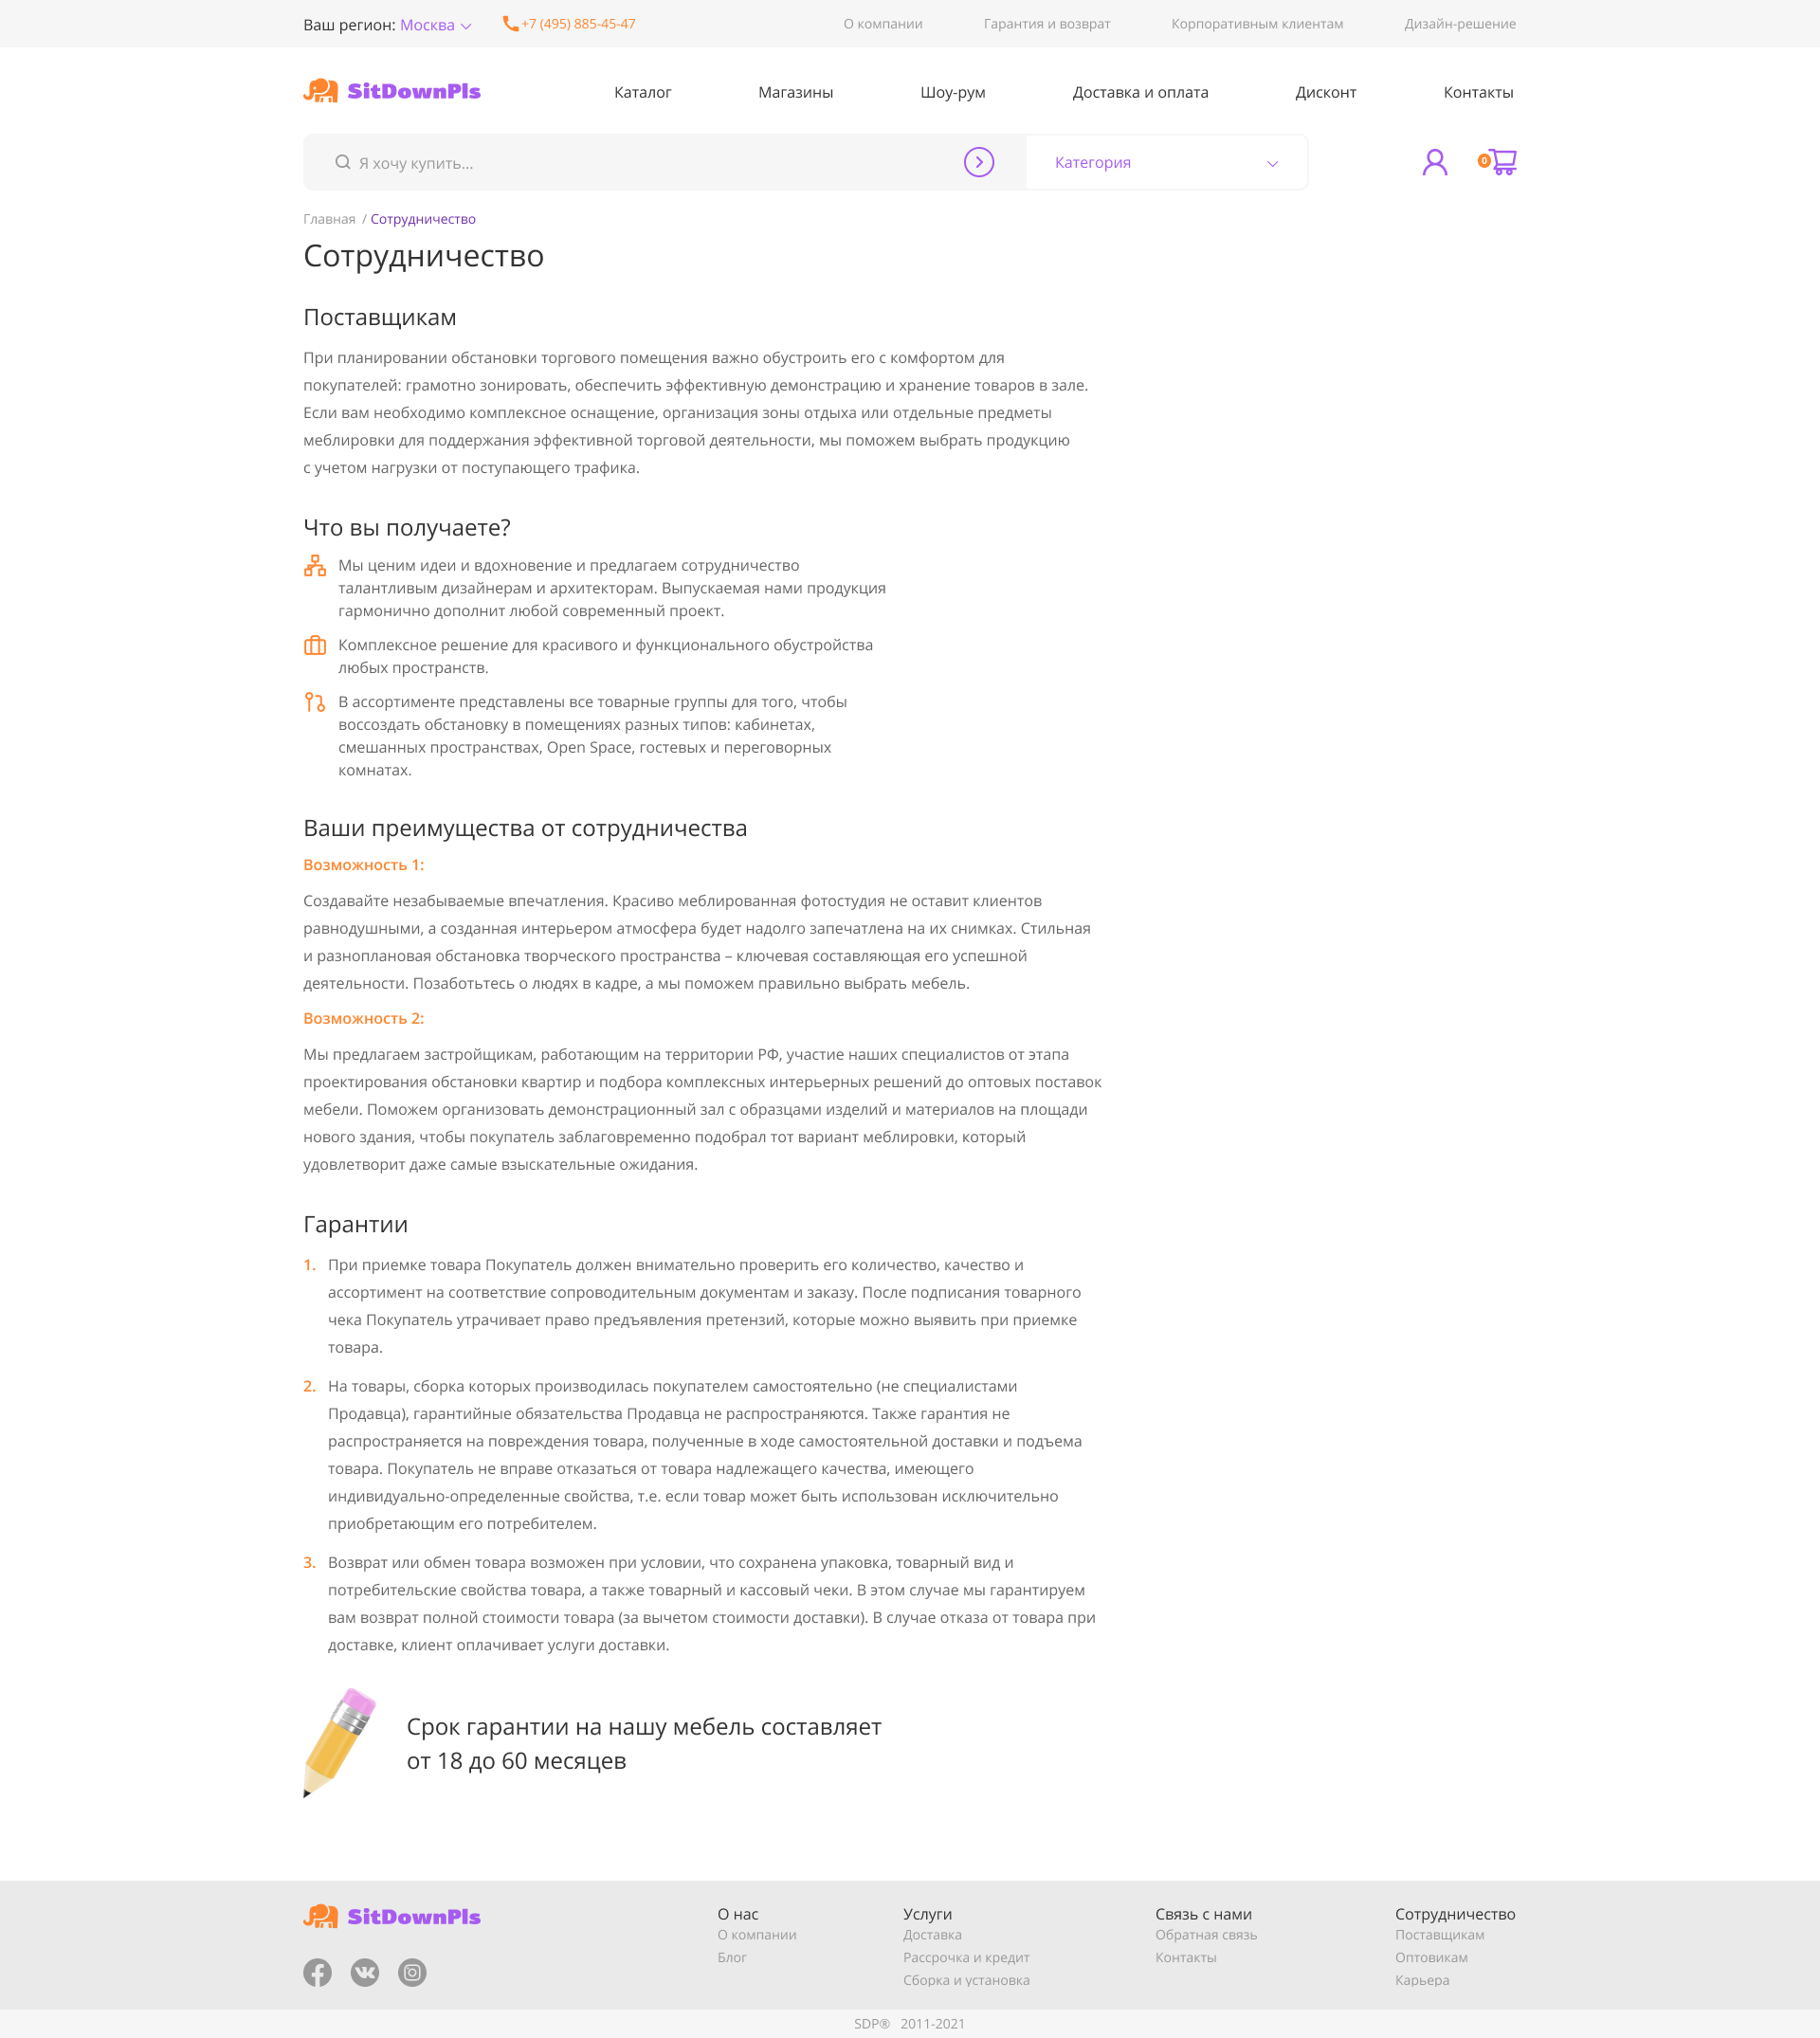 Ваш регион: Москва
+7 (495) 885-45-47
О компании
Гарантия и возврат
Корпоративным клиентам
Дизайн-решение
SitDownPls
Каталог
Магазины
Шоу-рум
Доставка и оплата
Дисконт
Контакты
Я хочу купить...
Категория
0
Главная / Сотрудничество
Сотрудничество
Поставщикам
При планировании обстановки торгового помещения важно обустроить его с комфортом для
покупателей: грамотно зонировать, обеспечить эффективную демонстрацию и хранение товаров в зале.
Если вам необходимо комплексное оснащение, организация зоны отдыха или отдельные предметы
меблировки для поддержания эффективной торговой деятельности, мы поможем выбрать продукцию
с учетом нагрузки от поступающего трафика.
Что вы получаете?
Мы ценим идеи и вдохновение и предлагаем сотрудничество
талантливым дизайнерам и архитекторам. Выпускаемая нами продукция
гармонично дополнит любой современный проект.
Комплексное решение для красивого и функционального обустройства
любых пространств.
В ассортименте представлены все товарные группы для того, чтобы
воссоздать обстановку в помещениях разных типов: кабинетах,
смешанных пространствах, Open Space, гостевых и переговорных
комнатах.
Ваши преимущества от сотрудничества
Возможность 1:
Создавайте незабываемые впечатления. Красиво меблированная фотостудия не оставит клиентов
равнодушными, а созданная интерьером атмосфера будет надолго запечатлена на их снимках. Стильная
и разноплановая обстановка творческого пространства – ключевая составляющая его успешной
деятельности. Позаботьтесь о людях в кадре, а мы поможем правильно выбрать мебель.
Возможность 2:
Мы предлагаем застройщикам, работающим на территории РФ, участие наших специалистов от этапа
проектирования обстановки квартир и подбора комплексных интерьерных решений до оптовых поставок
мебели. Поможем организовать демонстрационный зал с образцами изделий и материалов на площади
нового здания, чтобы покупатель заблаговременно подобрал тот вариант меблировки, который
удовлетворит даже самые взыскательные ожидания.
Гарантии
1. При приемке товара Покупатель должен внимательно проверить его количество, качество и
ассортимент на соответствие сопроводительным документам и заказу. После подписания товарного
чека Покупатель утрачивает право предъявления претензий, которые можно выявить при приемке
товара.
2. На товары, сборка которых производилась покупателем самостоятельно (не специалистами
Продавца), гарантийные обязательства Продавца не распространяются. Также гарантия не
распространяется на повреждения товара, полученные в ходе самостоятельной доставки и подъема
товара. Покупатель не вправе отказаться от товара надлежащего качества, имеющего
индивидуально-определенные свойства, т.е. если товар может быть использован исключительно
приобретающим его потребителем.
3. Возврат или обмен товара возможен при условии, что сохранена упаковка, товарный вид и
потребительские свойства товара, а также товарный и кассовый чеки. В этом случае мы гарантируем
вам возврат полной стоимости товара (за вычетом стоимости доставки). В случае отказа от товара при
доставке, клиент оплачивает услуги доставки.
Срок гарантии на нашу мебель составляет
от 18 до 60 месяцев
SitDownPls
О нас
О компании
Блог
Услуги
Доставка
Рассрочка и кредит
Сборка и установка
Связь с нами
Обратная связь
Контакты
Сотрудничество
Поставщикам
Оптовикам
Карьера
SDP® 2011-2021